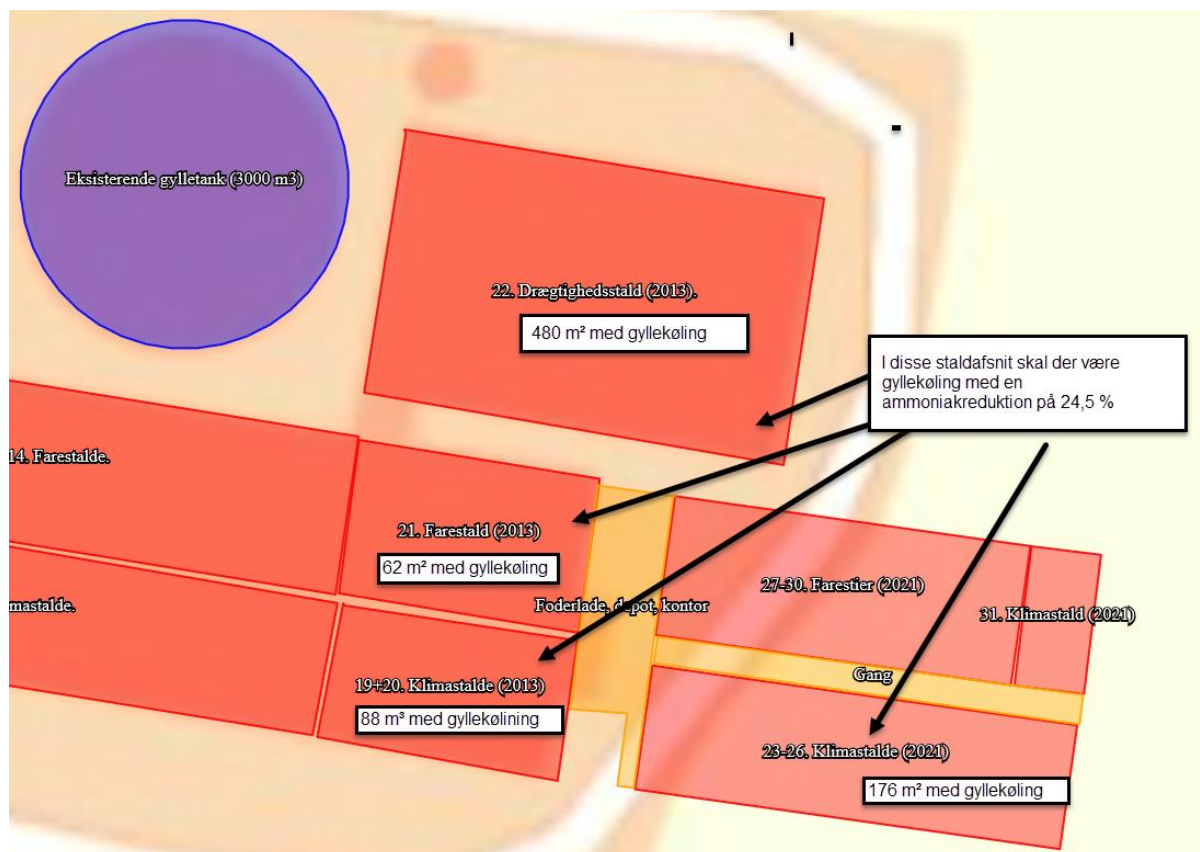 Eksisterende gylletank (3000 m3)
22. Drægtighedsstald (2013).
480 m² med gyllekøling
I disse staldafsnit skal der være
gyllekøling med en
ammoniakreduktion på 24,5 %
14. Farestalde.
21. Farestald (2013)
62 m² med gyllekøling
27-30. Farestier (2021)
31. Klimastald (2021)
Foderlade, depot, kontor
mastalde.
Gang
19+20. Klimastalde (2013)
88 m³ med gyllekølining
23-26. Klimastalde (2021)
176 m² med gyllekøling